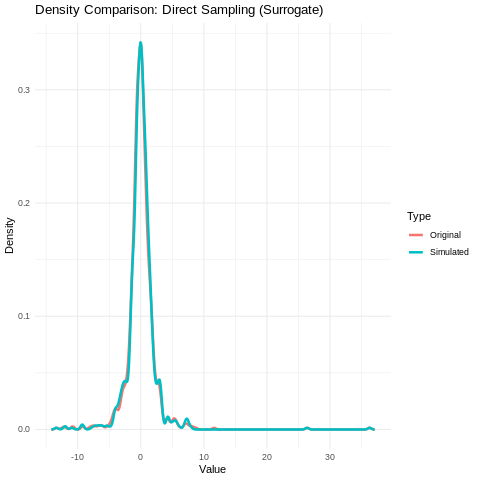 Density Comparison: Direct Sampling (Surrogate)
0.3
0.2
0.1
0.0
Density
-10
0
10
20
30
Value
Type
Original
Simulated